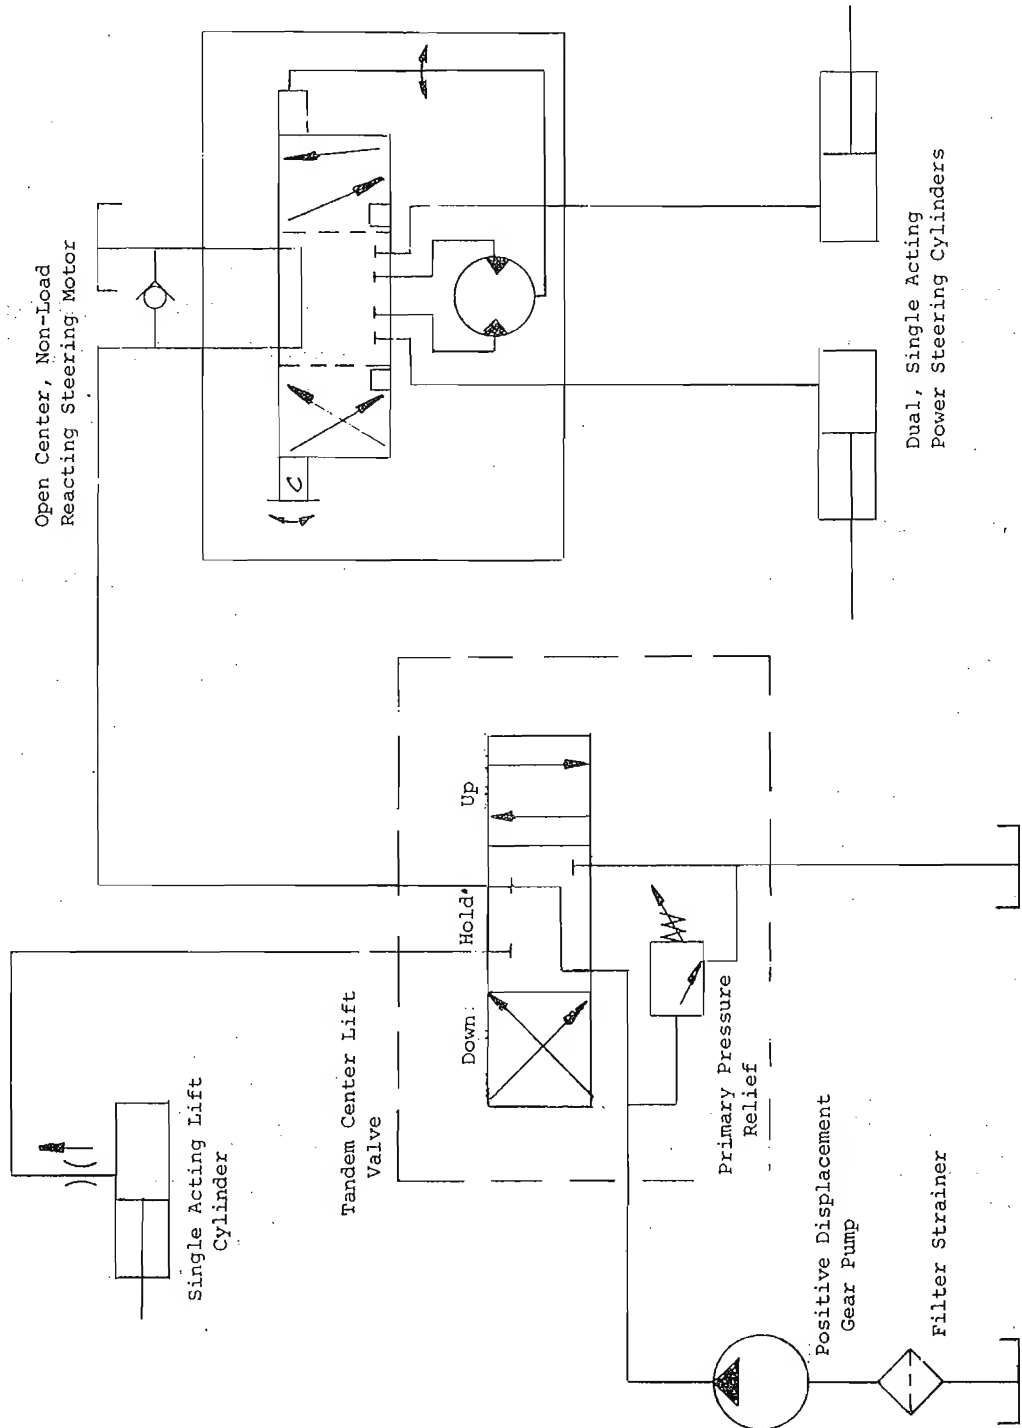 Open Center, Non-Load
Reacting Steering Motor
C
Dual, Single Acting
Power Steering Cylinders
Single Acting Lift
Cylinder
Tandem Center Lift
Valve
Down
Hold
Up
Primary Pressure
Relief
Positive Displacement
Gear Pump
Filter Strainer